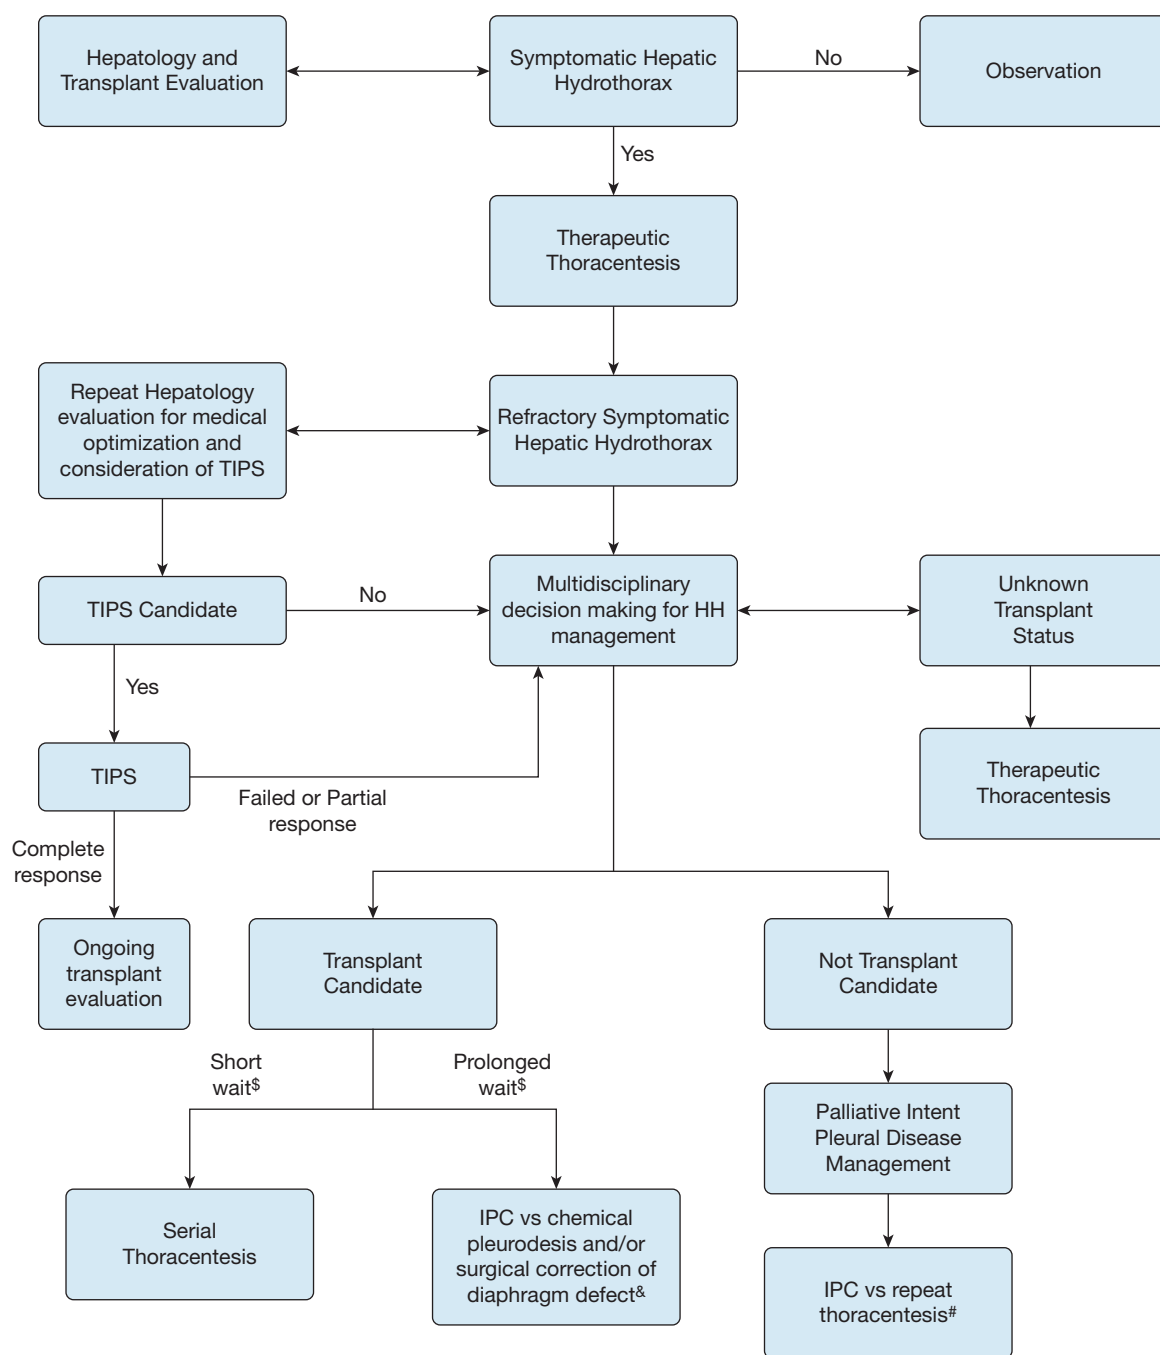 Hepatology and
Transplant Evaluation
Symptomatic Hepatic
Hydrothorax
No
Observation
Yes
Therapeutic
Thoracentesis
Repeat Hepatology
evaluation for medical
optimization and
consideration of TIPS
Refractory Symptomatic
Hepatic Hydrothorax
TIPS Candidate
No
Multidisciplinary
decision making for HH
management
Unknown
Transplant
Status
Yes
TIPS
Failed or Partial
response
Therapeutic
Thoracentesis
Complete
response
Ongoing
transplant
evaluation
Transplant
Candidate
Not Transplant
Candidate
Short
wait$
Prolonged
wait$
Palliative Intent
Pleural Disease
Management
Serial
Thoracentesis
IPC vs chemical
pleurodesis and/or
surgical correction of
diaphragm defect&
IPC vs repeat
thoracentesis#